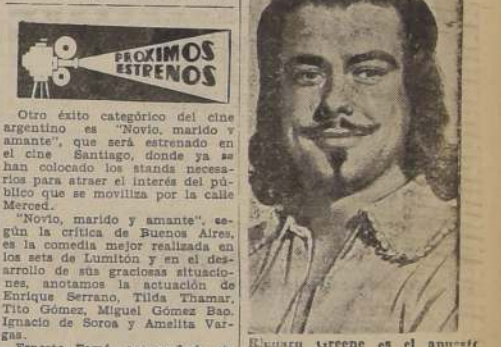 PROXIMOS
ESTRENOS
Otro éxito categórico del cine
argentino es "Novio, marido y
amante", que será estrenado en
el cine Santiago, donde ya se
han colocado los stands necesa-
rios para atraer el interés del pú-
blico que se moviliza por la calle
Merced.
"Novio, marido y amante", se-
gún la crítica de Buenos Aires,
es la comedia mejor realizada en
los sets de Lumitón y en el des-
arrollo de sus graciosas situacio-
nes, anotamos la actuación de
Enrique Serrano, Tilda Thamar,
Tito Gómez, Miguel Gómez Bao.
Ignacio de Soroa y Amelita Var-
gas.
Greene es el apuesto